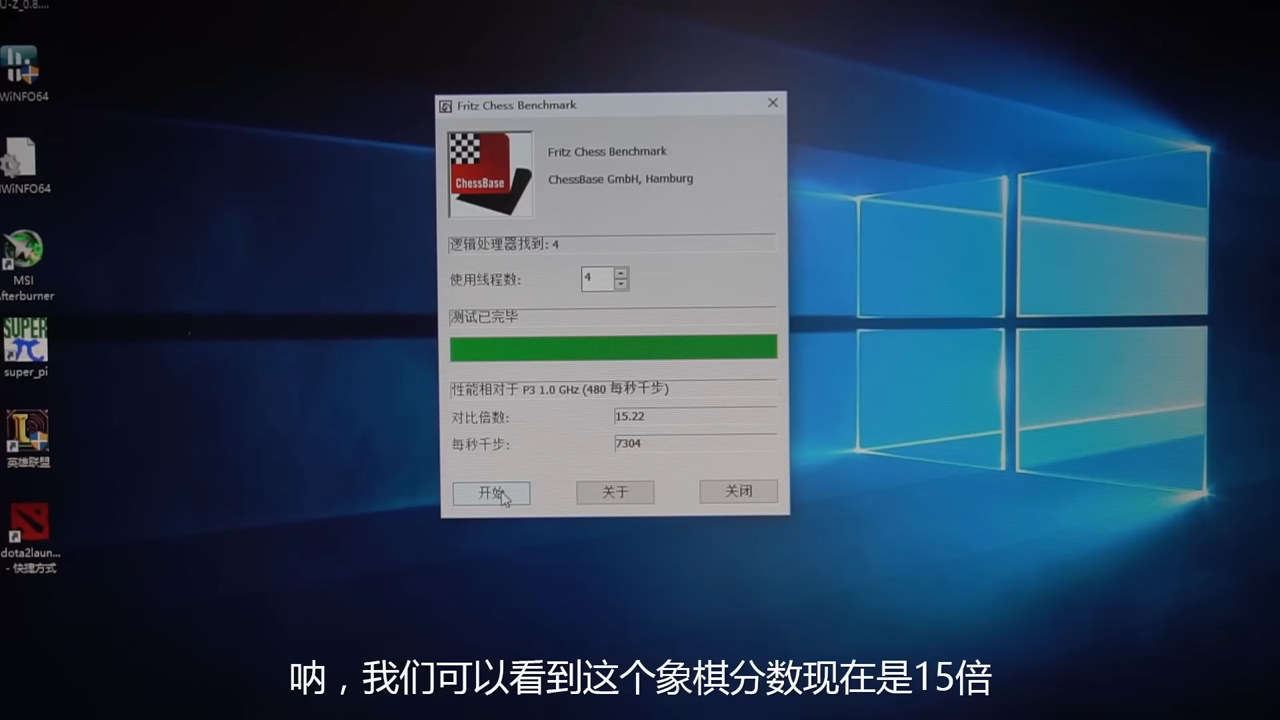 U-Z_0.8....
WiNFO64
WiNFO64
MSI
Afterburner
SUPER
π
super_pi
英雄联盟
dota2laun...
- 快捷方式
Fritz Chess Benchmark
Fritz Chess Benchmark
ChessBase GmbH, Hamburg
ChessBase
逻辑处理器找到: 4
使用线程数: 4
测试已完毕
性能相对于 P3 1.0 GHz (480 每秒千步)
对比倍数: 15.22
每秒千步: 7304
开始 关于 关闭
呐，我们可以看到这个象棋分数现在是15倍